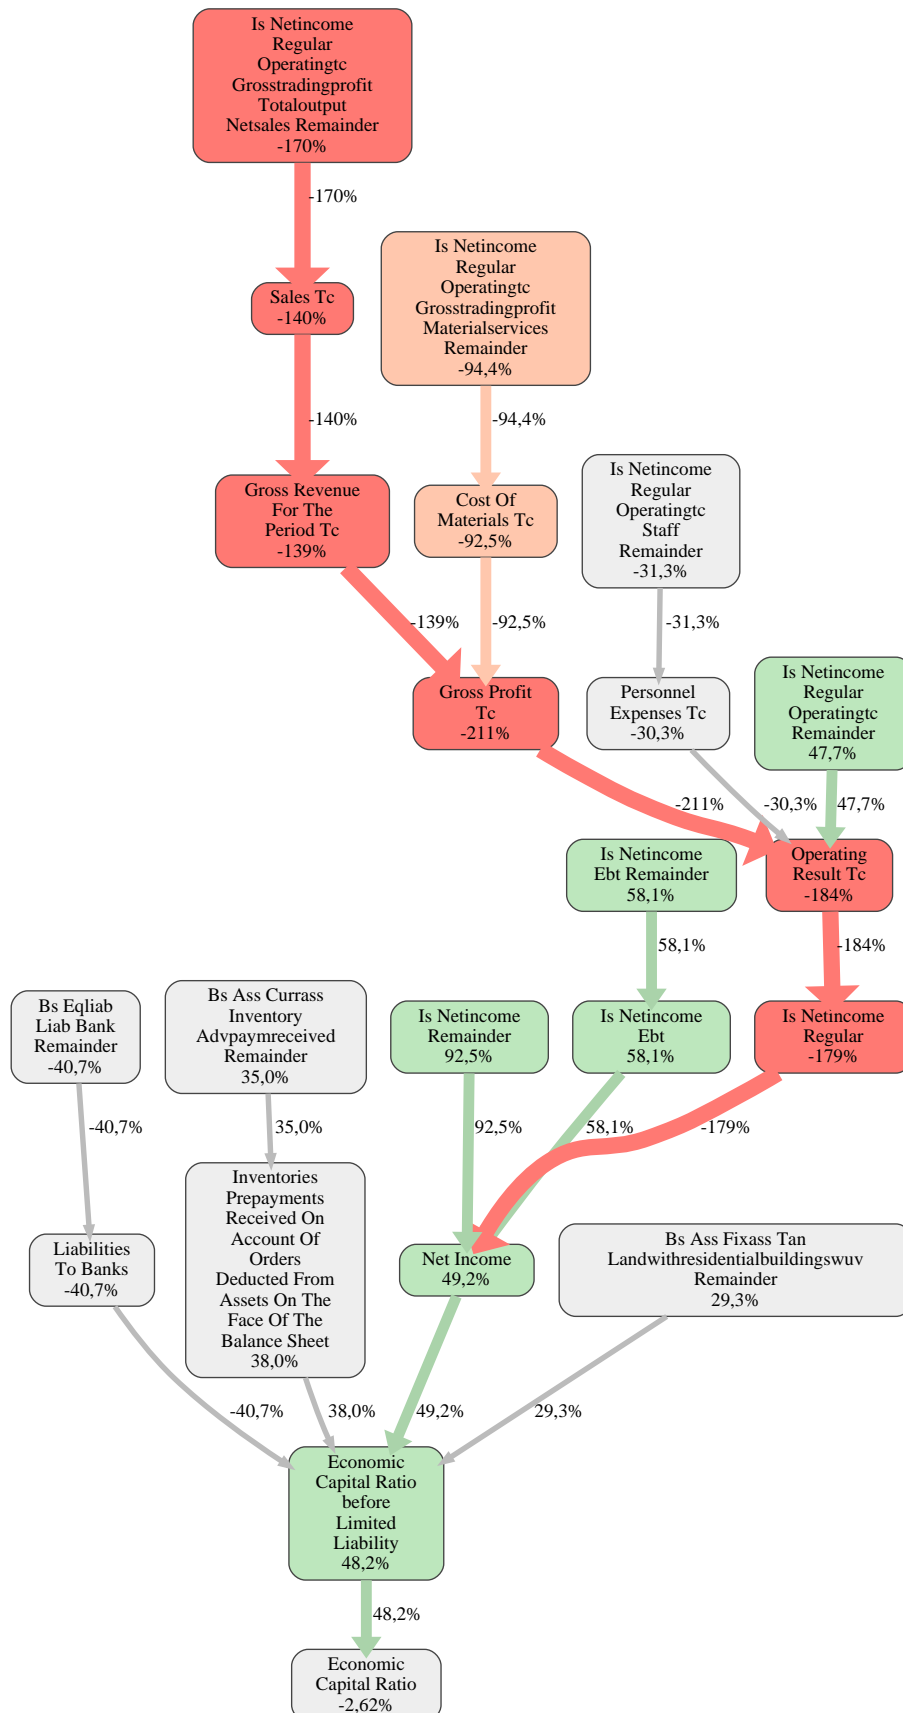 Is Netincome
Regular
Operatingtc
Grosstradingprofit
Totaloutput
Netsales Remainder
-170%
-170%
Sales Tc
-140%
Is Netincome
Regular
Operatingtc
Grosstradingprofit
Materialservices
Remainder
-94,4%
-140%
-94,4%
Gross Revenue
For The
Period Tc
-139%
Cost Of
Materials Tc
-92,5%
Is Netincome
Regular
Operatingtc
Staff
Remainder
-31,3%
-139%
-92,5%
-31,3%
Gross Profit
Tc
-211%
Personnel
Expenses Tc
-30,3%
Is Netincome
Regular
Operatingtc
Remainder
47,7%
-211%
-30,3%
47,7%
Is Netincome
Ebt Remainder
58,1%
Operating
Result Tc
-184%
58,1%
-184%
Bs Eqliab
Liab Bank
Remainder
-40,7%
Bs Ass Currass
Inventory
Advpaymreceived
Remainder
35,0%
Is Netincome
Remainder
92,5%
Is Netincome
Ebt
58,1%
Is Netincome
Regular
-179%
-40,7%
35,0%
92,5%
58,1%
-179%
Liabilities
To Banks
-40,7%
Inventories
Prepayments
Received On
Account Of
Orders
Deducted From
Assets On The
Face Of The
Balance Sheet
38,0%
Net Income
49,2%
Bs Ass Fixass Tan
Landwithresidentialbuildingswuv
Remainder
29,3%
-40,7%
38,0%
49,2%
29,3%
Economic
Capital Ratio
before
Limited
Liability
48,2%
48,2%
Economic
Capital Ratio
-2,62%